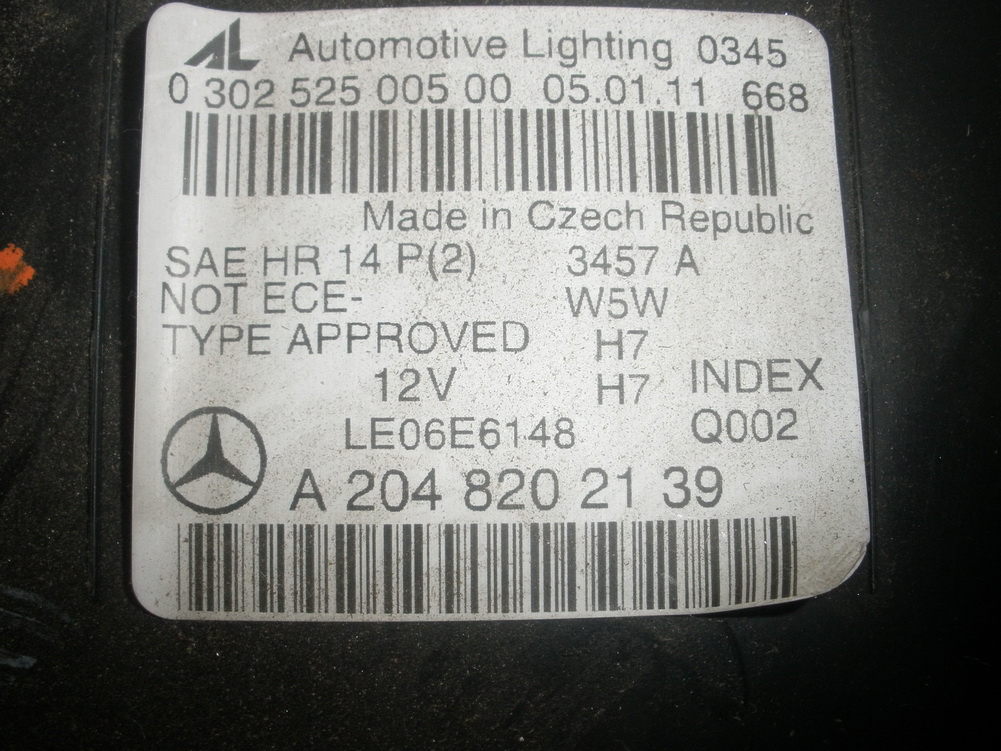 AL Automotive Lighting 0345
0 302 525 005 00 05.01.11 668
Made in Czech Republic
SAE HR 14 P(2) 3457 A
NOT ECE- W5W
TYPE APPROVED H7
12V H7 INDEX
LE06E6148 Q002
A 204 820 21 39